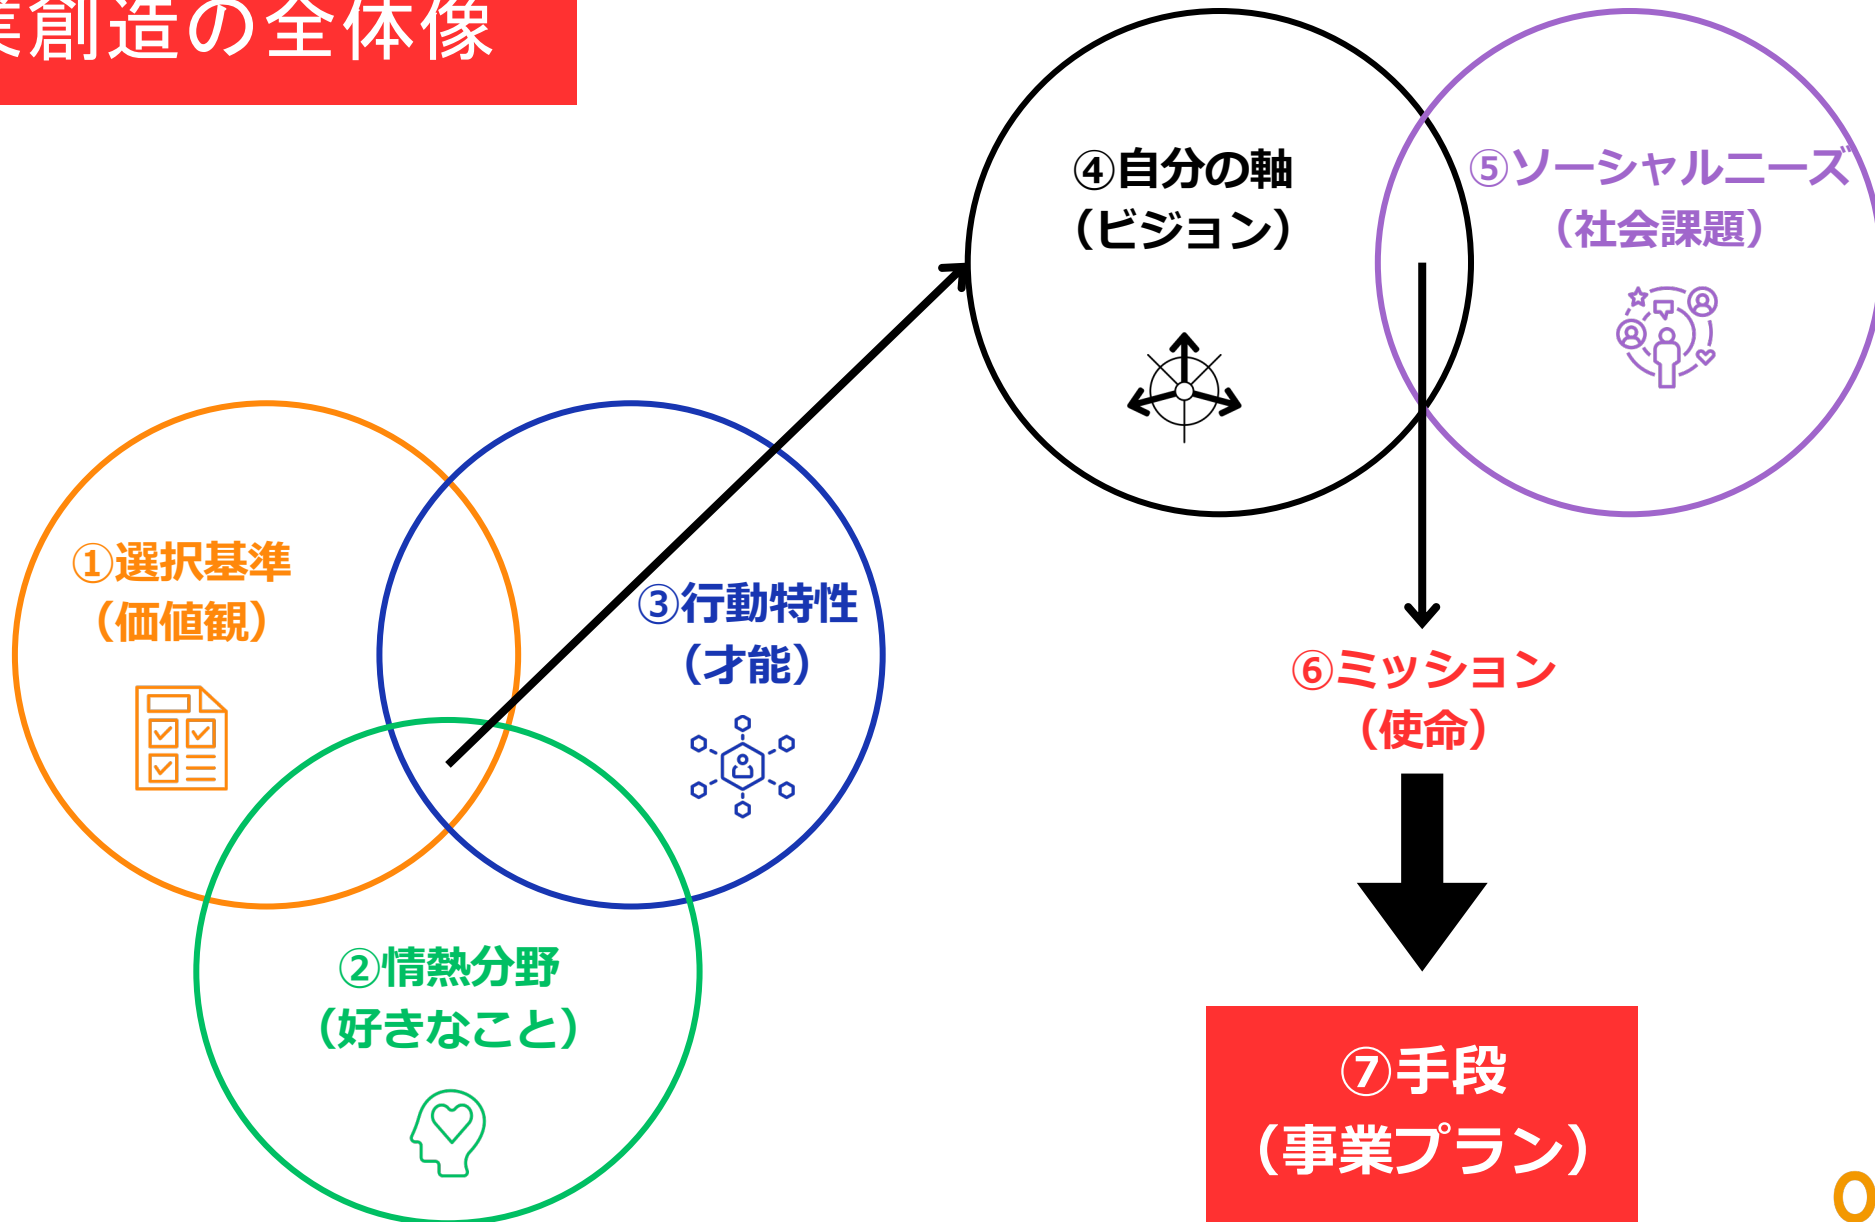 業創造の全体像
④自分の軸
（ビジョン）
⑤ソーシャルニーズ
（社会課題）
①選択基準
（価値観）
③行動特性
（才能）
⑥ミッション
（使命）
②情熱分野
（好きなこと）
⑦手段
（事業プラン）